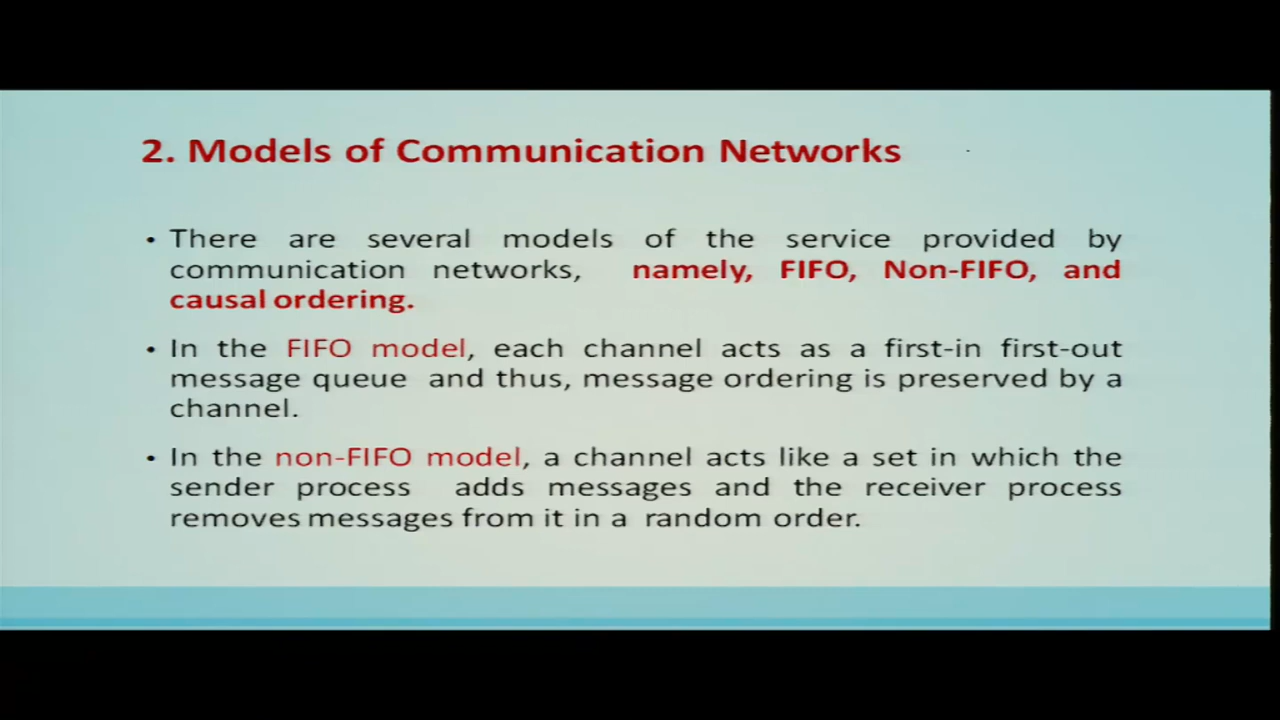 2. Models of Communication Networks
• There are several models of the service provided by
communication networks, namely, FIFO, Non-FIFO, and
causal ordering.
• In the FIFO model, each channel acts as a first-in first-out
message queue and thus, message ordering is preserved by a
channel.
• In the non-FIFO model, a channel acts like a set in which the
sender process adds messages and the receiver process
removes messages from it in a random order.